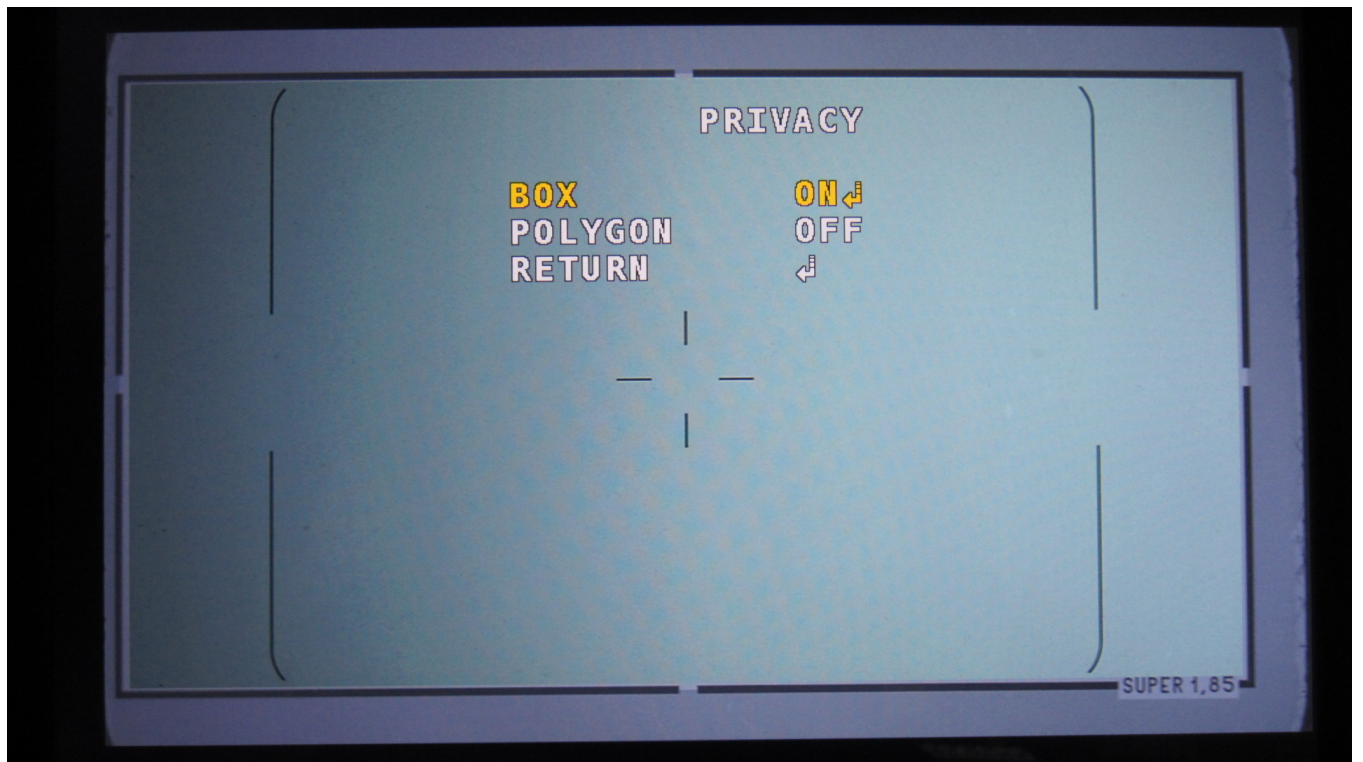 PRIVACY
BOX ON↲
POLYGON OFF
RETURN ↲
SUPER 1,85